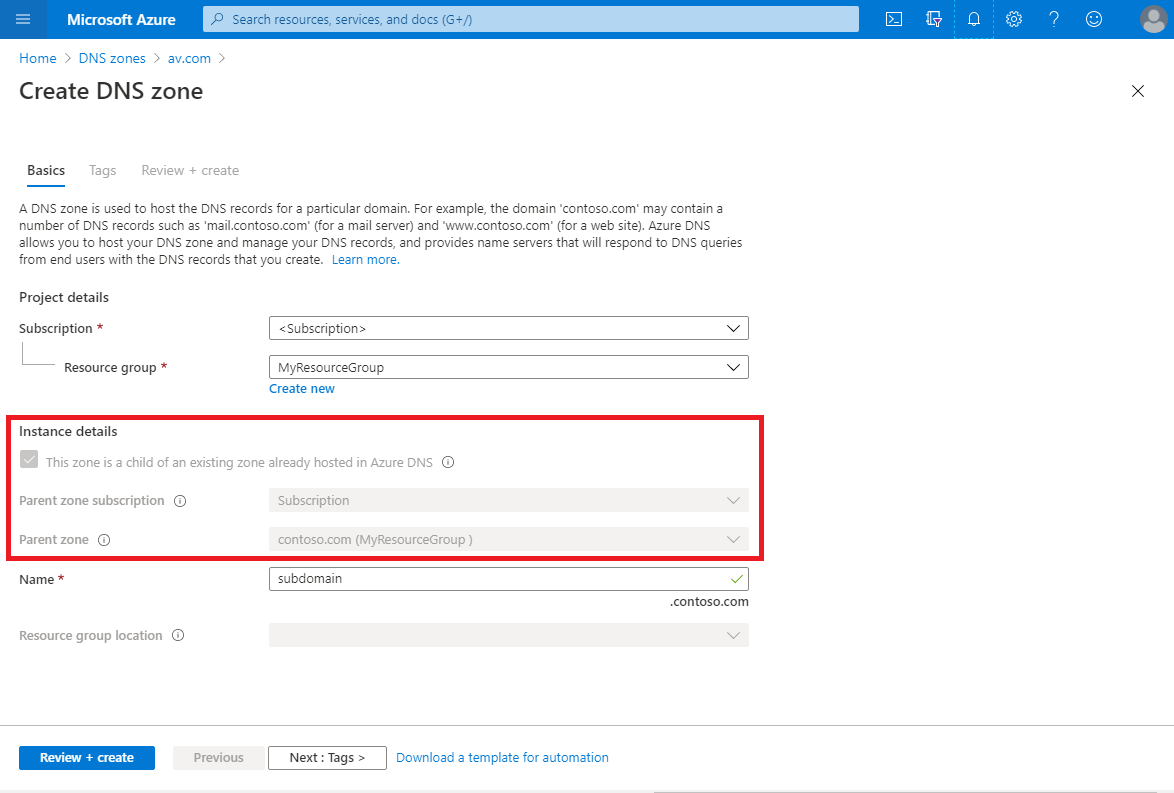 Microsoft Azure
Search resources, services, and docs (G+/)
Home > DNS zones > av.com >
Create DNS zone
Basics Tags Review + create
A DNS zone is used to host the DNS records for a particular domain. For example, the domain 'contoso.com' may contain a
number of DNS records such as 'mail.contoso.com' (for a mail server) and 'www.contoso.com' (for a web site). Azure DNS
allows you to host your DNS zone and manage your DNS records, and provides name servers that will respond to DNS queries
from end users with the DNS records that you create. Learn more.
Project details
Subscription * <Subscription>
Resource group * MyResourceGroup
Create new
Instance details
This zone is a child of an existing zone already hosted in Azure DNS
Parent zone subscription Subscription
Parent zone contoso.com (MyResourceGroup )
Name * subdomain
.contoso.com
Resource group location
Review + create Previous Next : Tags > Download a template for automation